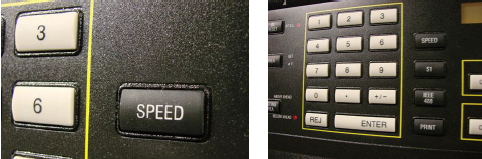 3
6
SPEED
1 2 3
4 5 6
7 8 9
0 . +/-
REJ ENTER
SPEED
S1
IEEE
488
PRINT